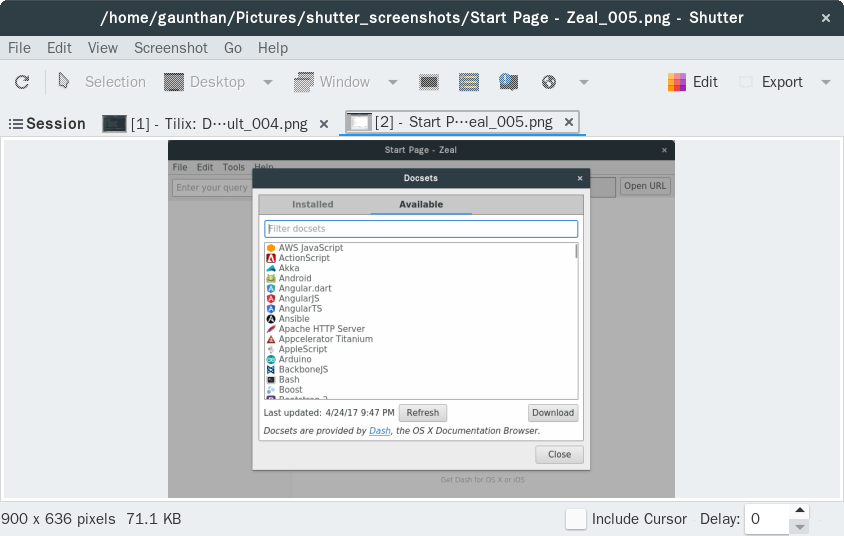 /home/gaunthan/Pictures/shutter_screenshots/Start Page - Zeal_005.png - Shutter
File Edit View Screenshot Go Help
Selection Desktop Window Edit Export
Session [1] - Tilix: D···ult_004.png [2] - Start P···eal_005.png
Start Page - Zeal
File Edit Tools Help
Enter your query Open URL
Docsets
Installed Available
Filter docsets
AWS JavaScript
ActionScript
Akka
Android
Angular.dart
AngularJS
AngularTS
Ansible
Apache HTTP Server
Appcelerator Titanium
AppleScript
Arduino
BackboneJS
Bash
Boost
Bootstrap 2
Last updated: 4/24/17 9:47 PM Refresh Download
Docsets are provided by Dash, the OS X Documentation Browser.
Close
Get Dash for OS X or iOS
900 x 636 pixels 71.1 KB Include Cursor Delay: 0